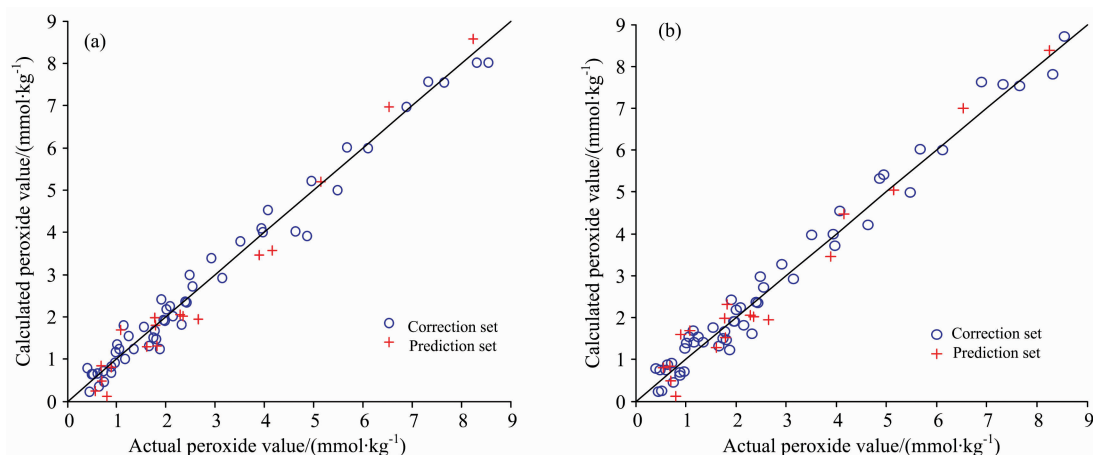 (a)
Calculated peroxide value/(mmol·kg⁻¹)
9
8
7
6
5
4
3
2
1
0
0 1 2 3 4 5 6 7 8 9
Actual peroxide value/(mmol·kg⁻¹)
Correction set
Prediction set
(b)
Calculated peroxide value/(mmol·kg⁻¹)
9
8
7
6
5
4
3
2
1
0
0 1 2 3 4 5 6 7 8 9
Actual peroxide value/(mmol·kg⁻¹)
Correction set
Prediction set